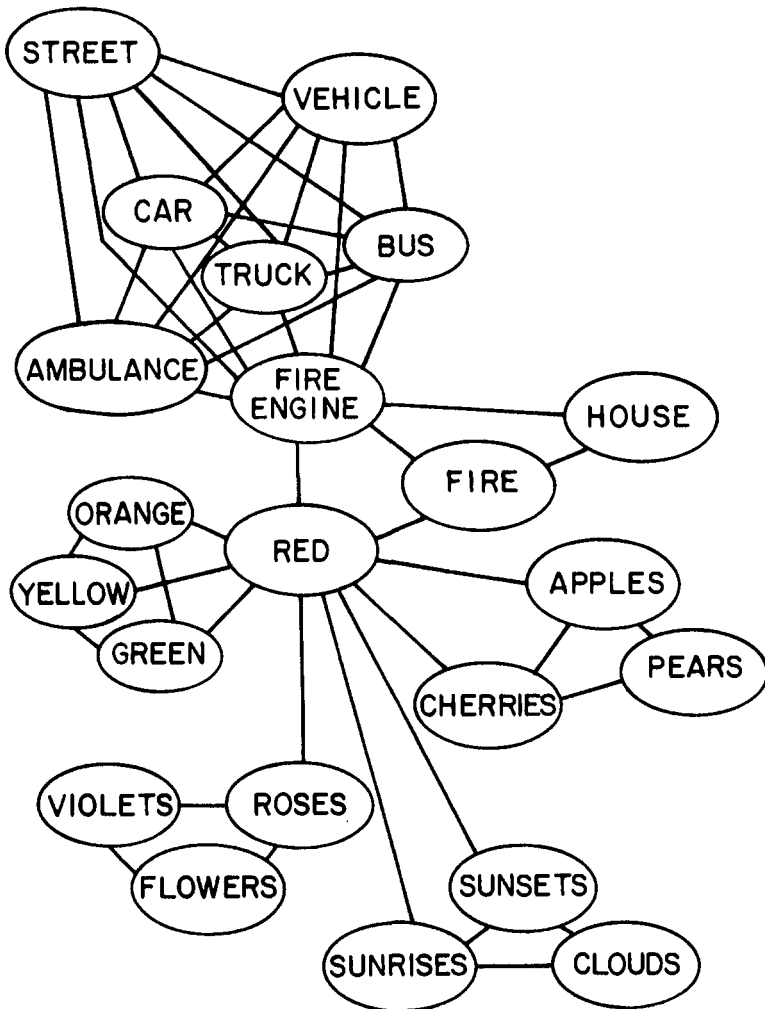 STREET
VEHICLE
CAR
BUS
TRUCK
AMBULANCE
FIRE
ENGINE
HOUSE
FIRE
ORANGE
RED
YELLOW
APPLES
GREEN
PEARS
CHERRIES
VIOLETS
ROSES
FLOWERS
SUNSETS
SUNRISES
CLOUDS